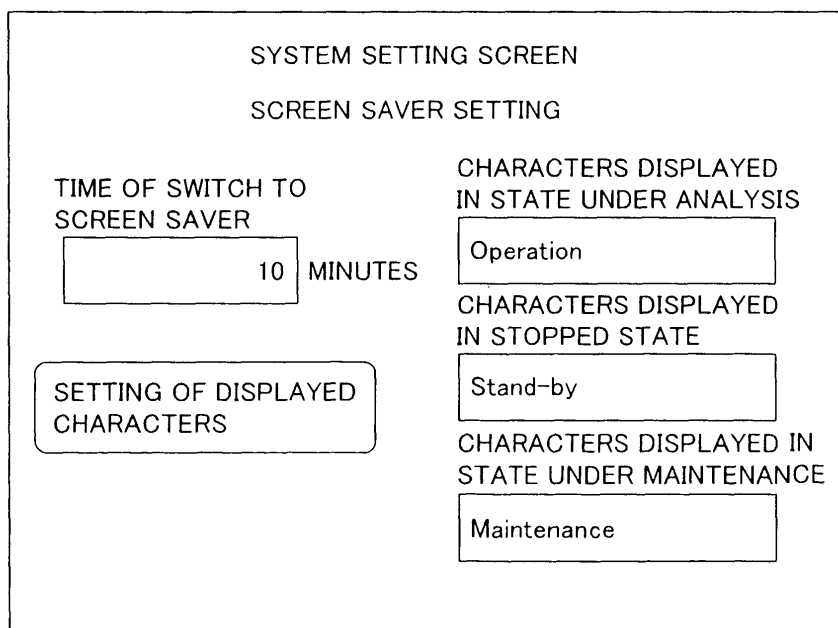 SYSTEM SETTING SCREEN
SCREEN SAVER SETTING
TIME OF SWITCH TO
SCREEN SAVER
10 MINUTES
SETTING OF DISPLAYED
CHARACTERS
CHARACTERS DISPLAYED
IN STATE UNDER ANALYSIS
Operation
CHARACTERS DISPLAYED
IN STOPPED STATE
Stand-by
CHARACTERS DISPLAYED IN
STATE UNDER MAINTENANCE
Maintenance